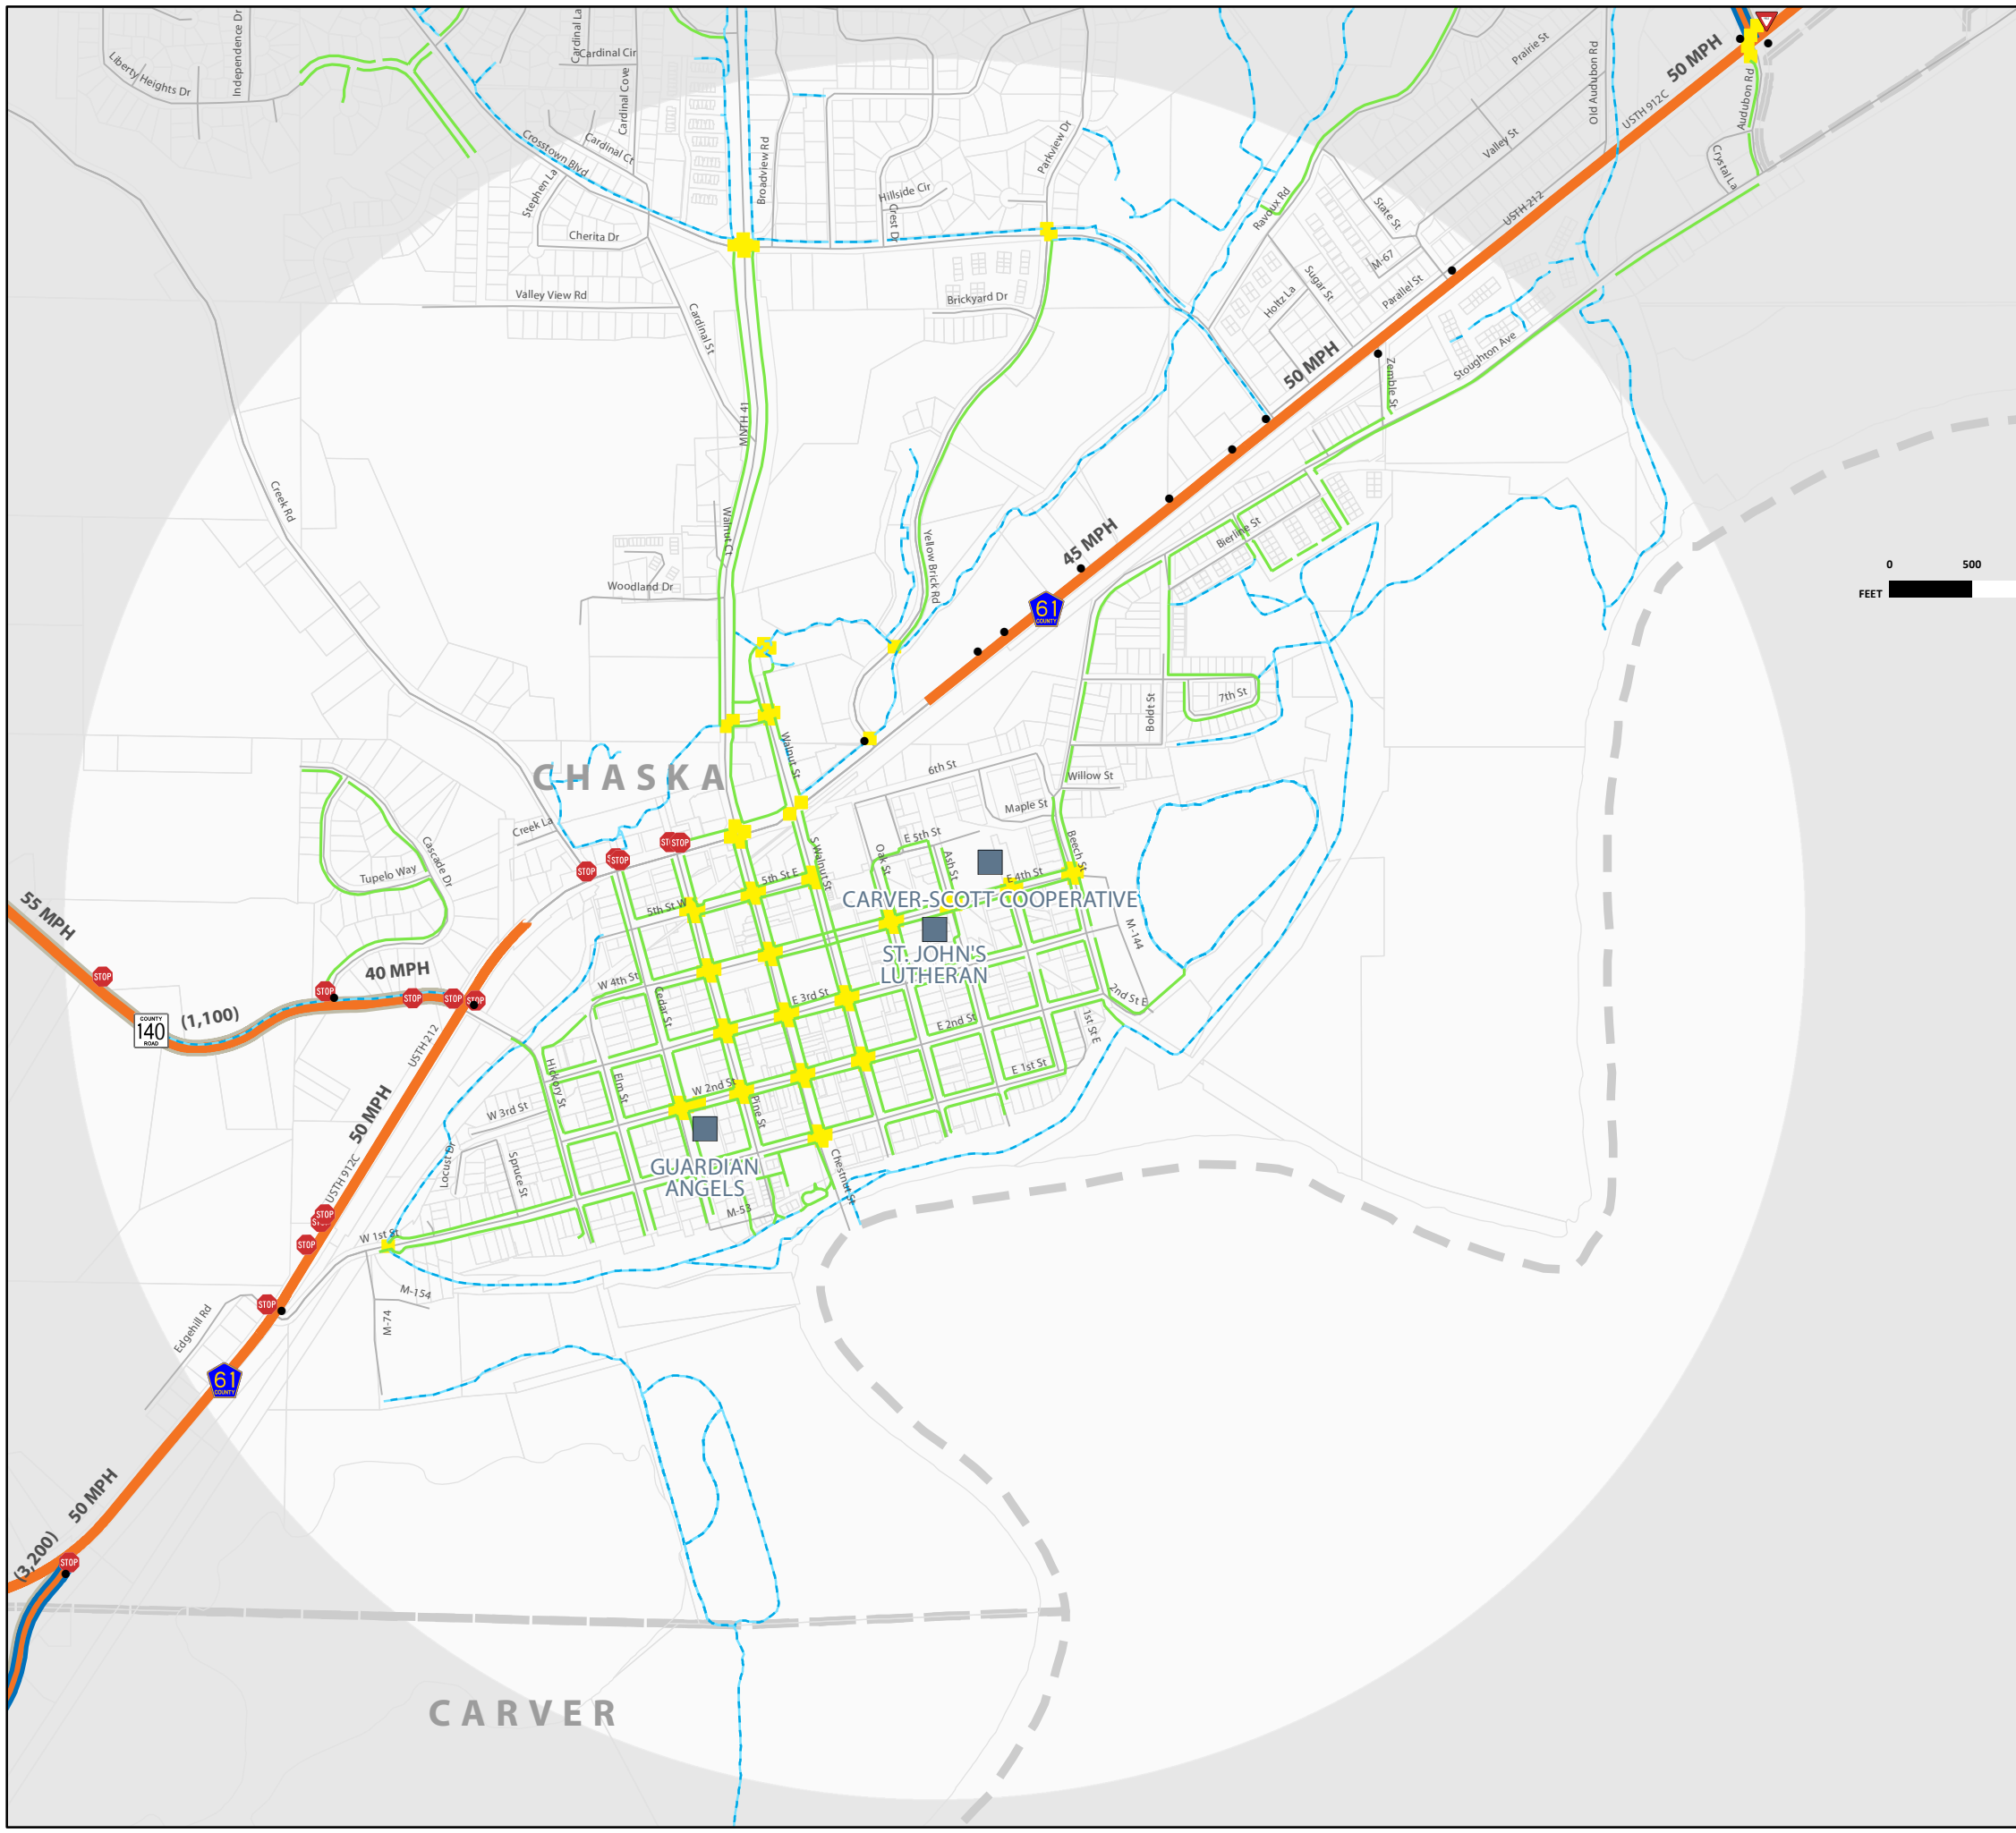 Liberty Heights Dr
Independence Dr
Cardinal La
Cardinal Cir
Cardinal Cove
Cardinal Ct
Crosstown Blvd
Stephen La
Cherita Dr
Broadview Rd
Hillside Cir
Crest Dr
Parkview Dr
Prairie St
Old Audubon Rd
50 MPH
USTH 912C
Audubon Rd
Valley St
Crystal La
Ravoux Rd
State St
USTH 212
M-67
Sugar St
Parallel St
Holtz La
Valley View Rd
Brickyard Dr
Cardinal St
50 MPH
Zemble St
Stoughton Ave
MNTH 41
Creek Rd
Walnut Ct
Woodland Dr
Yellow Brick Rd
45 MPH
Bierline St
0 500
FEET
61
COUNTY
7th St
Boldt St
Walnut St
CHASKA
6th St
Willow St
Maple St
Creek La
STOP
STOP
STOP
STOP
Cascade Dr
Tupelo Way
5th St E
S Walnut St
Oak St
E 5th St
Ash St
Beech St
E 4th St
5th St W
CARVER-SCOTT COOPERATIVE
M-144
55 MPH
STOP
40 MPH
STOP
STOP
STOP
STOP
ST. JOHN'S
LUTHERAN
W 4th St
Cedar St
E 3rd St
2nd St E
COUNTY
140
ROAD
(1,100)
USTH 212
E 2nd St
1st St E
Hickory St
Elm St
E 1st St
W 2nd St
Pine St
50 MPH
W 3rd St
Locust Dr
Spruce St
GUARDIAN
ANGELS
Chestnut St
USTH 912C
STOP
STOP
M-53
W 1st St
M-154
M-74
STOP
Edgehill Rd
61
COUNTY
50 MPH
(3,200)
STOP
CARVER